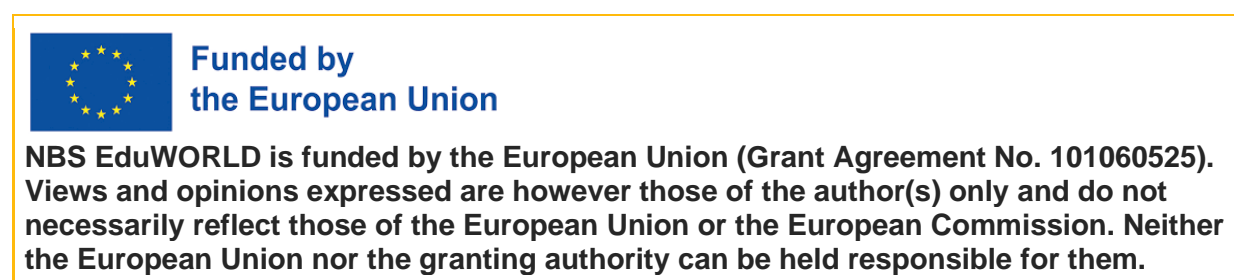 Funded by
the European Union
NBS EduWORLD is funded by the European Union (Grant Agreement No. 101060525).
Views and opinions expressed are however those of the author(s) only and do not
necessarily reflect those of the European Union or the European Commission. Neither
the European Union nor the granting authority can be held responsible for them.